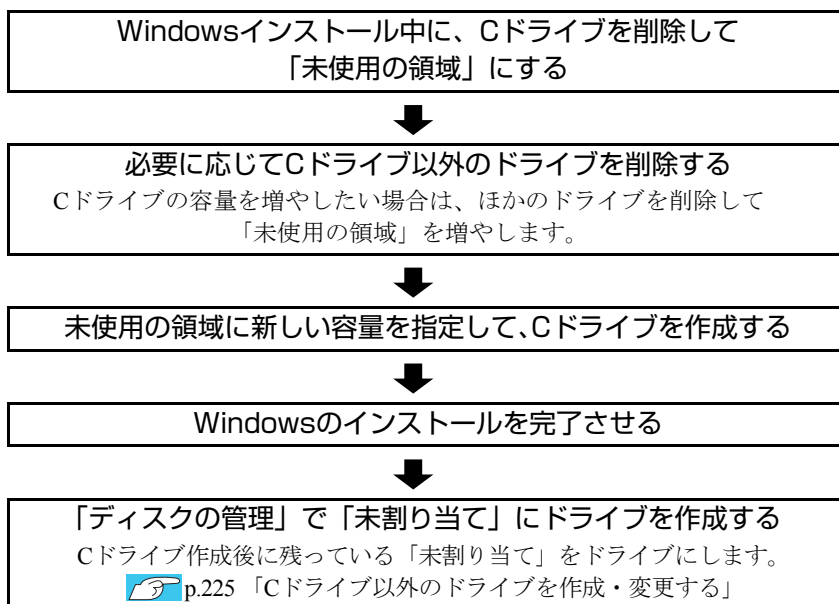 Windowsインストール中に、Cドライブを削除して
「未使用の領域」にする
必要に応じてCドライブ以外のドライブを削除する
Cドライブの容量を増やしたい場合は、ほかのドライブを削除して
「未使用の領域」を増やします。
未使用の領域に新しい容量を指定して、Cドライブを作成する
Windowsのインストールを完了させる
「ディスクの管理」で「未割り当て」にドライブを作成する
Cドライブ作成後に残っている「未割り当て」をドライブにします。
p.225 「Cドライブ以外のドライブを作成・変更する」